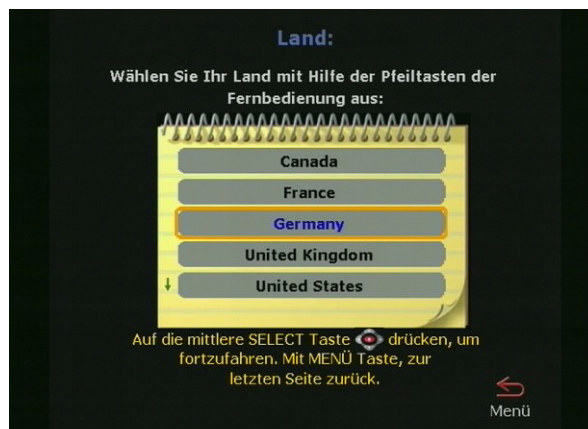 Land:
Wählen Sie Ihr Land mit Hilfe der Pfeiltasten der
Fernbedienung aus:
Canada
France
Germany
United Kingdom
United States
Auf die mittlere SELECT Taste drücken, um
fortzufahren. Mit MENÜ Taste, zur
letzten Seite zurück.
Menü